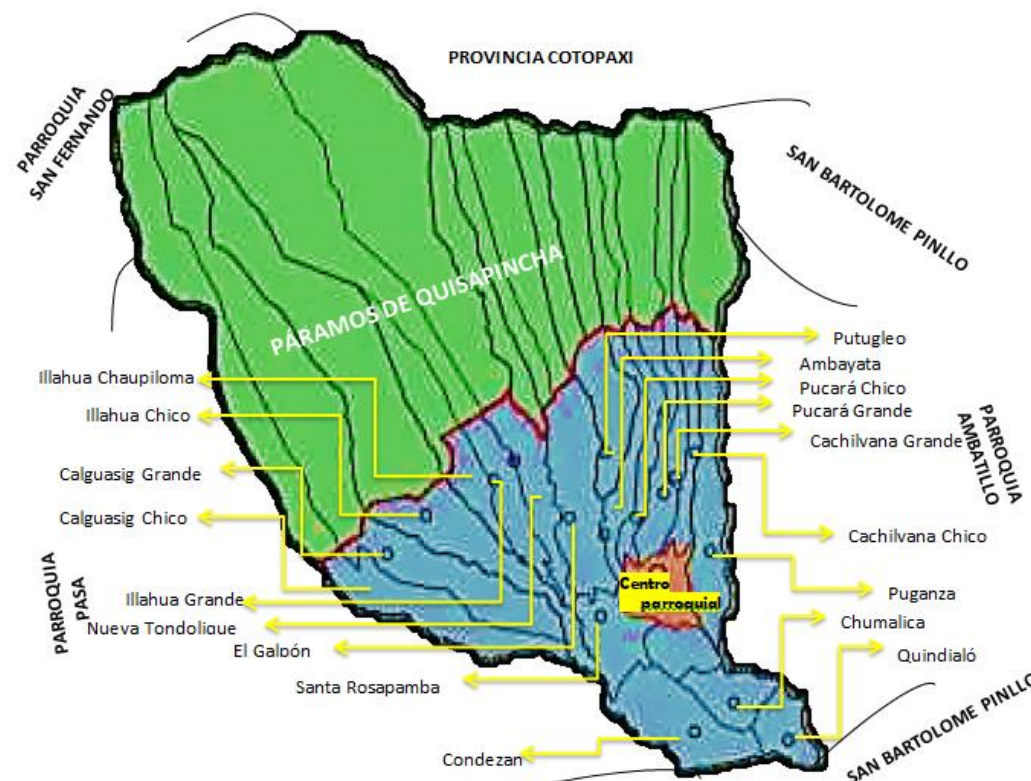 PROVINCIA COTOPAXI
PARROQUIA
SAN FERNANDO
SAN BARTOLOME PINLLO
PÁRAMOS DE QUISAPINCHA
Putugleo
Ambayata
Pucará Chico
Pucará Grande
Cachilvana Grande
PARROQUIA
AMBATILLO
Illahua Chaupiloma
Illahua Chico
Calguasig Grande
Calguasig Chico
Cachilvana Chico
PARROQUIA
PASA
Centro
parroquial
Puganza
Illahua Grande
Nueva Tondolique
El Galpón
Chumalica
Quindialó
Santa Rosapamba
Condezan
SAN BARTOLOME PINLLO